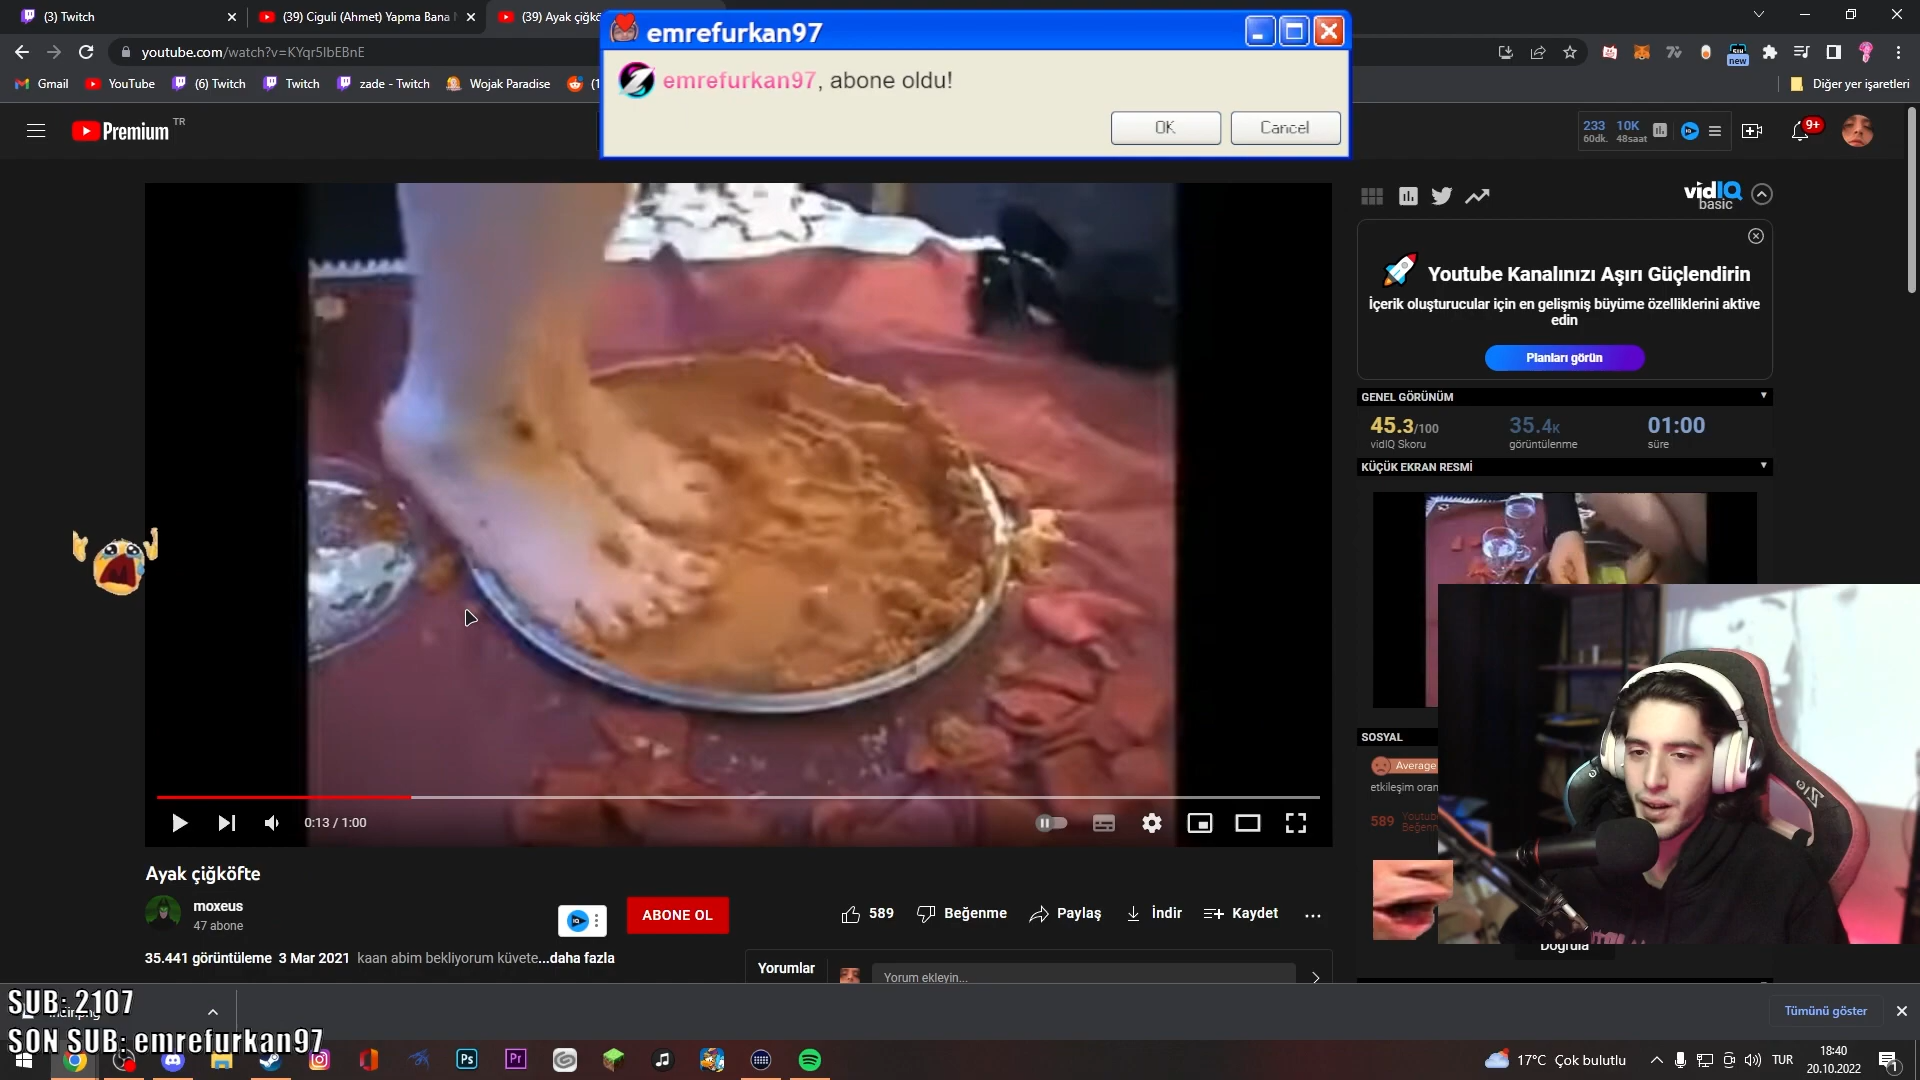 (3) Twitch
(39) Ciguli (Ahmet) Yapma Bana
(39) Ayak çiğkö
youtube.com/watch?v=KYqr5IbEBnE
new
Gmail
YouTube
(6) Twitch
Twitch
zade - Twitch
Wojak Paradise
Diğer yer işaretleri
emrefurkan97
emrefurkan97, abone oldu!
OK
Cancel
Premium TR
233
60dk.
10K
48saat
9+
vidIQ
basic
Youtube Kanalınızı Aşırı Güçlendirin
İçerik oluşturucular için en gelişmiş büyüme özelliklerini aktive
edin
Planları görün
GENEL GÖRÜNÜM
45.3/100
vidIQ Skoru
35.4K
görüntülenme
01:00
süre
KÜÇÜK EKRAN RESMİ
SOSYAL
Average
etkileşim oran
589
Doğrula
0:13 / 1:00
Ayak çiğköfte
moxeus
47 abone
ABONE OL
589
Beğenme
Paylaş
İndir
Kaydet
35.441 görüntüleme 3 Mar 2021 kaan abim bekliyorum küvete...daha fazla
Yorumlar
Yorum ekleyin...
SUB: 2107
SON SUB: emrefurkan97
Tümünü göster
Ps
Pr
17°C Çok bulutlu
TUR
18:40
20.10.2022
1